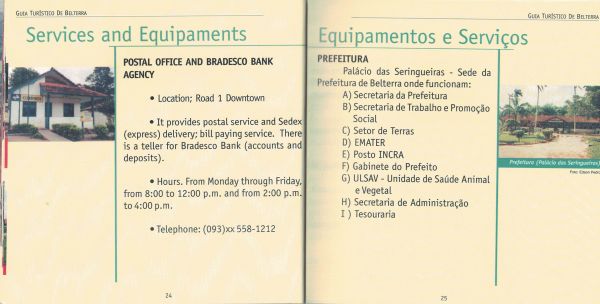 GUIA TURÍSTICO DE BELTERRA
Services and Equipaments
POSTAL OFFICE AND BRADESCO BANK
AGENCY
• Location; Road 1 Downtown
• It provides postal service and Sedex
(express) delivery; bill paying service. There
is a teller for Bradesco Bank (accounts and
deposits).
• Hours. From Monday through Friday,
from 8:00 to 12:00 p.m. and from 2:00 p.m.
to 4:00 p.m.
• Telephone: (093)xx 558-1212
24
GUIA TURÍSTICO DE BELTERRA
Equipamentos e Serviços
PREFEITURA
Palácio das Seringueiras - Sede da
Prefeitura de Belterra onde funcionam:
A) Secretaria da Prefeitura
B) Secretaria de Trabalho e Promoção
Social
C) Setor de Terras
D) EMATER
E) Posto INCRA
F) Gabinete do Prefeito
G) ULSAV - Unidade de Saúde Animal
e Vegetal
H) Secretaria de Administração
I ) Tesouraria
Prefeitura (Palácio das Seringueiras)
Foto: Edson
25